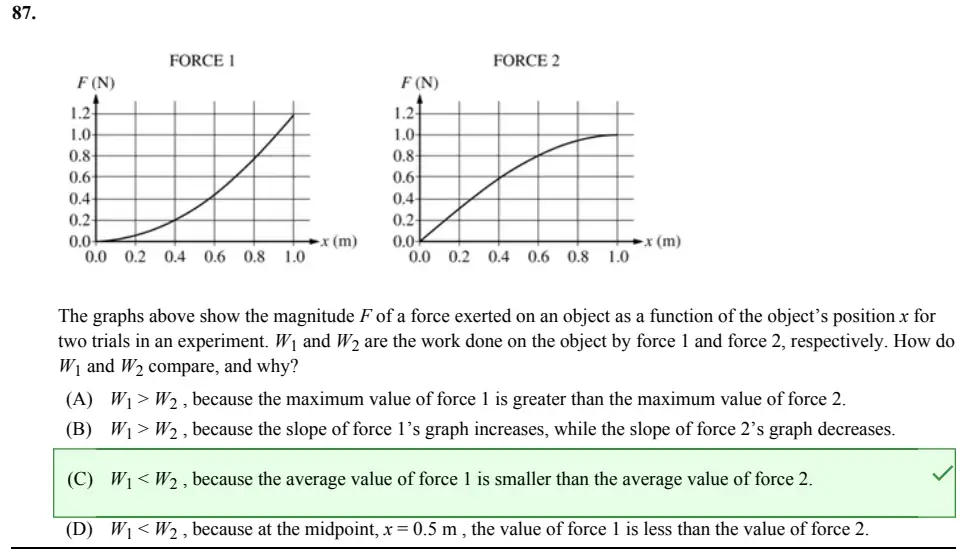 87.
FORCE 1
FORCE 2
F (N)
F (N)
1.2
1.0
0.8
0.6
0.4
0.2
0.0
x (m)
0.0 0.2 0.4 0.6 0.8 1.0
1.2
1.0
0.8
0.6
0.4
0.2
0.0
x (m)
0.0 0.2 0.4 0.6 0.8 1.0
The graphs above show the magnitude F of a force exerted on an object as a function of the object’s position x for
two trials in an experiment. W₁ and W₂ are the work done on the object by force 1 and force 2, respectively. How do
W₁ and W₂ compare, and why?
(A) W₁ > W₂ , because the maximum value of force 1 is greater than the maximum value of force 2.
(B) W₁ > W₂ , because the slope of force 1’s graph increases, while the slope of force 2’s graph decreases.
(C) W₁ < W₂ , because the average value of force 1 is smaller than the average value of force 2.
(D) W₁ < W₂ , because at the midpoint, x = 0.5 m , the value of force 1 is less than the value of force 2.